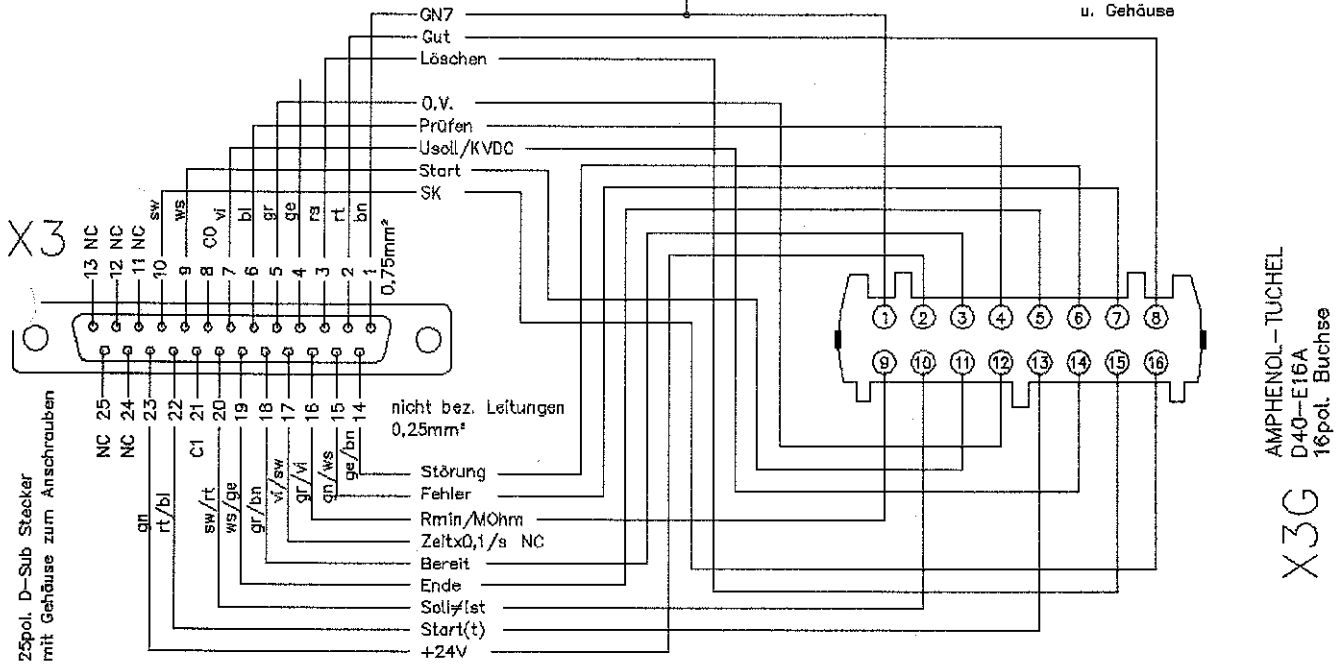 u. Gehäuse
GN7
Gut
Löschen
O.V.
Prüfen
Usoll/KVDC
Start
SK
X3
13 NC
12 NC
11 NC
10 sw
9 ws
8 C0
7 vi
6 bl
5 gr
4 ge
3 rs
2 rt
1 bn
0,75mm²
1 2 3 4 5 6 7 8
9 10 11 12 13 14 15 16
NC 25
NC 24
gn 23
rt/bl 22
C1 21
sw/rt 20
ws/ge 19
gr/bn 18
vi/sw 17
gr/vi 16
gn/ws 15
ge/bn 14
nicht bez. Leitungen
0,25mm²
Störung
Fehler
Rmin/MOhm
Zeitx0,1/s NC
Bereit
Ende
Soll≠Ist
Start(t)
+24V
25pol. D-Sub Stecker
mit Gehäuse zum Anschrauben
AMPHENOL-TUCHEL
D40-E16A
16pol. Buchse
X3G